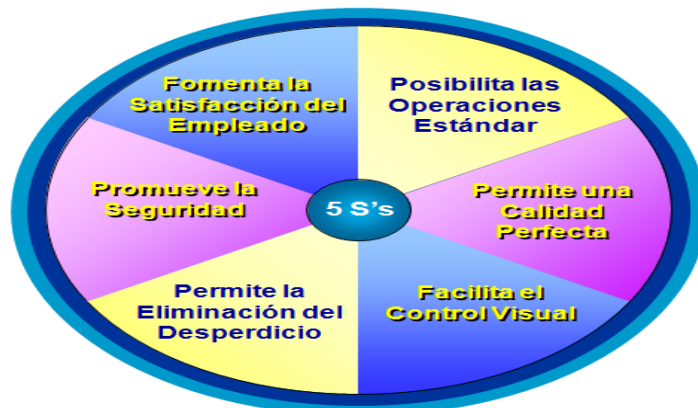 Fomenta la
Satisfacción del
Empleado
Posibilita las
Operaciones
Estándar
Promueve la
Seguridad
5 S's
Permite una
Calidad
Perfecta
Permite la
Eliminación del
Desperdicio
Facilita el
Control Visual